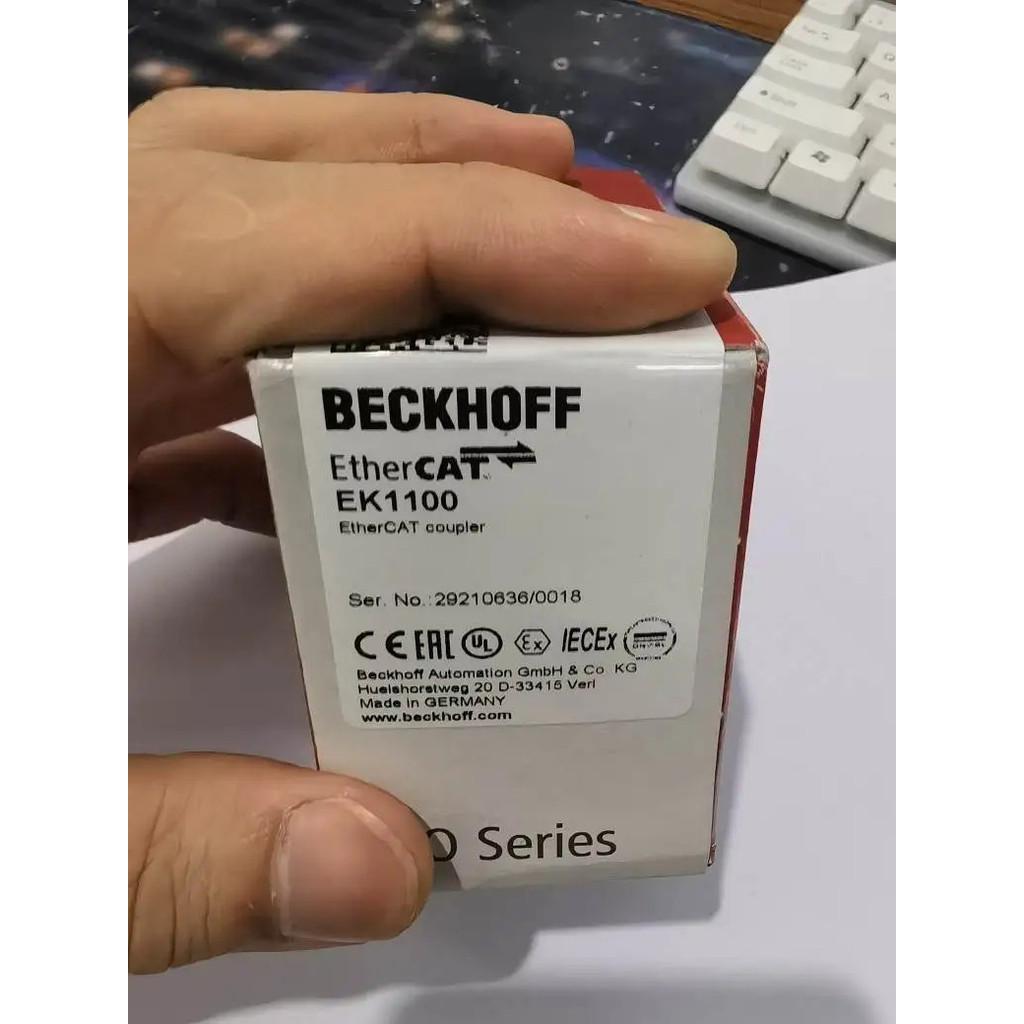 BECKHOFF
EtherCAT
EK1100
EtherCAT coupler
Ser. No.:29210636/0018
CE EAC UL Ex IECEx
Beckhoff Automation GmbH & Co. KG
Huelshorstweg 20 D-33415 Verl
Made in GERMANY
www.beckhoff.com
O Series